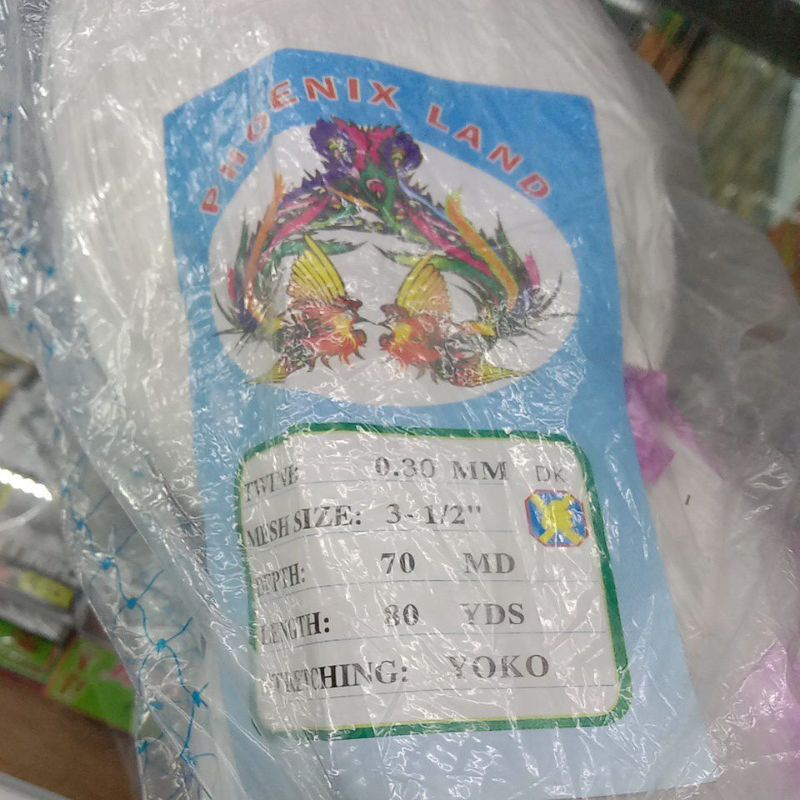 PHOENIX LAND
TWINE: 0.30 MM DK
MESH SIZE: 3-1/2"
DEPTH: 70 MD
LENGTH: 80 YDS
STRETCHING: YOKO